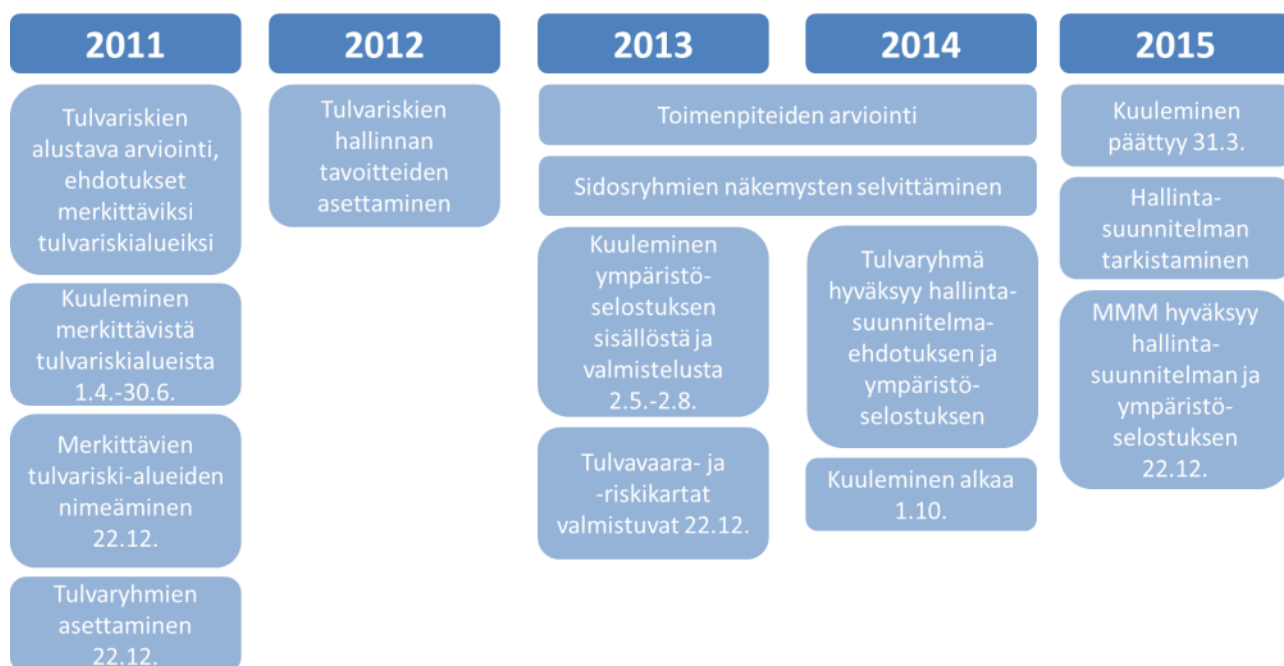 2011
Tulvariskien
alustava arviointi,
ehdotukset
merkittäviksi
tulvariskialueiksi
Kuuleminen
merkittävistä
tulvariskialueista
1.4.-30.6.
Merkittävien
tulvariski-alueiden
nimeäminen
22.12.
Tulvaryhmien
asettaminen
22.12.
2012
Tulvariskien
hallinnan
tavoitteiden
asettaminen
2013
2014
Toimenpiteiden arviointi
Sidosryhmien näkemysten selvittäminen
Kuuleminen
ympäristö-
selostuksen
sisällöstä ja
valmistelusta
2.5.-2.8.
Tulvavaara- ja
-riskikartat
valmistuvat 22.12.
Tulvaryhmä
hyväksyy hallinta-
suunnitelma-
ehdotuksen ja
ympäristö-
selostuksen
Kuuleminen alkaa
1.10.
2015
Kuuleminen
päättyy 31.3.
Hallinta-
suunnitelman
tarkistaminen
MMM hyväksyy
hallinta-
suunnitelman ja
ympäristö-
selostuksen
22.12.